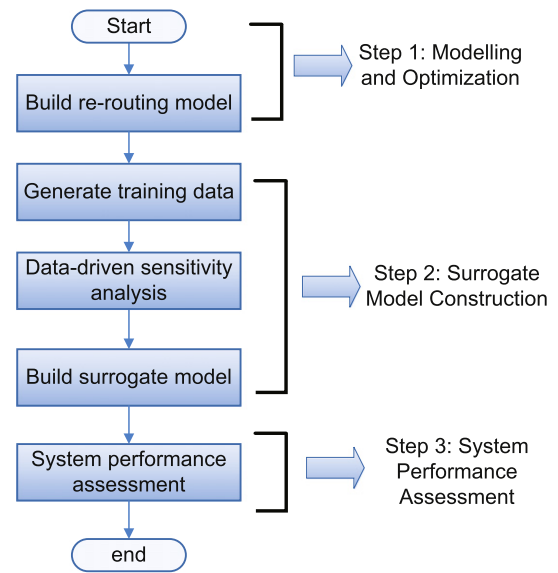 Start
Step 1: Modelling
and Optimization
Build re-routing model
Generate training data
Data-driven sensitivity
analysis
Step 2: Surrogate
Model Construction
Build surrogate model
System performance
assessment
Step 3: System
Performance
Assessment
end